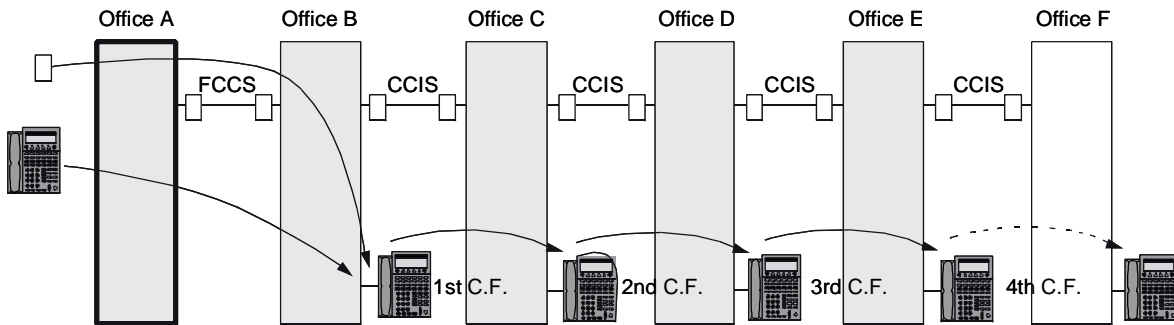 Office A
Office B
Office C
Office D
Office E
Office F
FCCS
CCIS
CCIS
CCIS
CCIS
1st C.F.
2nd C.F.
3rd C.F.
4th C.F.